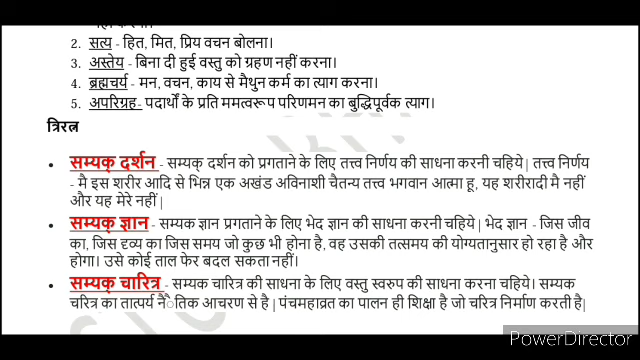 2. सत्य - हित, मित, प्रिय वचन बोलना।
3. अस्तेय - बिना दी हुई वस्तु को ग्रहण नहीं करना।
4. ब्रह्मचर्य - मन, वचन, काय से मैथुन कर्म का त्याग करना।
5. अपरिग्रह- पदार्थों के प्रति ममत्वरूप परिणमन का बुद्धिपूर्वक त्याग।
त्रिरत्न
• सम्यक् दर्शन - सम्यक् दर्शन को प्रगताने के लिए तत्त्व निर्णय की साधना करनी चहिये | तत्त्व निर्णय
- मै इस शरीर आदि से भिन्न एक अखंड अविनाशी चैतन्य तत्त्व भगवान आत्मा हू, यह शरीरादी मै नहीं
और यह मेरे नहीं |
• सम्यक् ज्ञान - सम्यक ज्ञान प्रगताने के लिए भेद ज्ञान की साधना करनी चहिये | भेद ज्ञान - जिस जीव
का, जिस द्रव्य का जिस समय जो कुछ भी होना है, वह उसकी तत्समय की योग्यतानुसार हो रहा है और
होगा। उसे कोई ताल फेर बदल सकता नहीं।
• सम्यक् चारित्र - सम्यक चारित्र की साधना के लिए वस्तु स्वरुप की साधना करना चहिये। सम्यक
चरित्र का तात्पर्य नैैतिक आचरण से है | पंचमहाव्रत का पालन ही शिक्षा है जो चरित्र निर्माण करती है|
PowerDirector